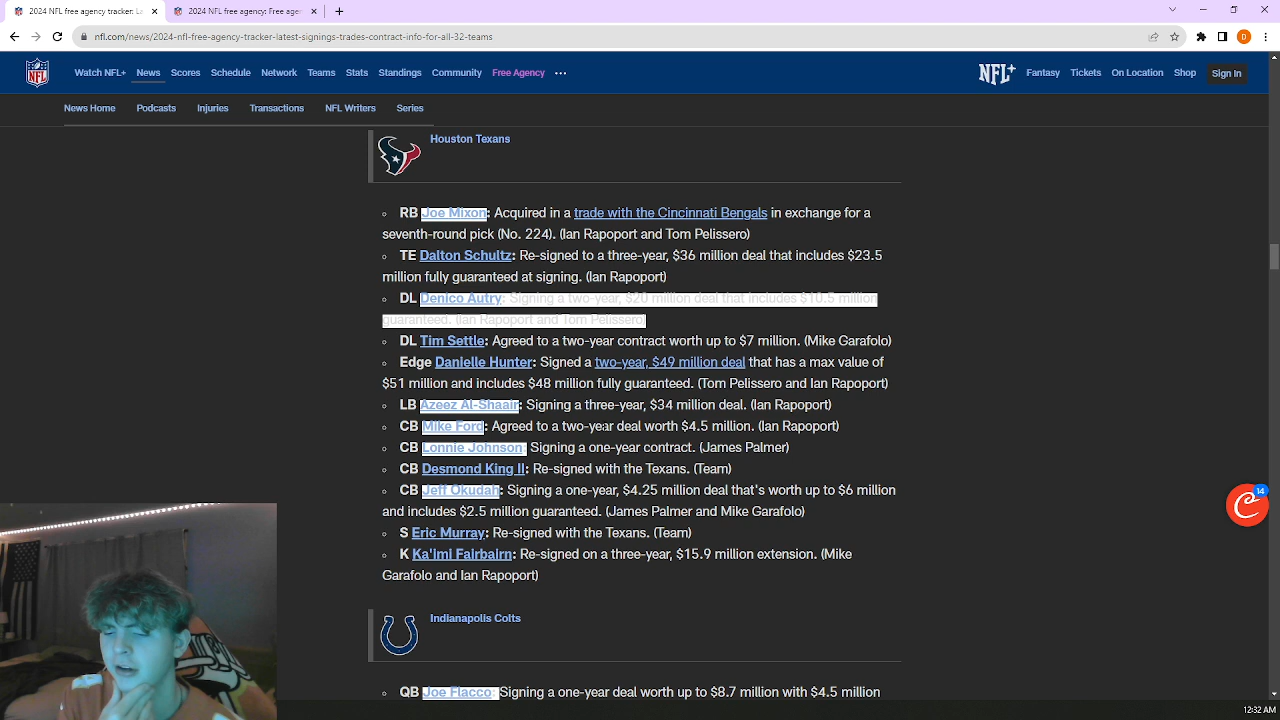 2024 NFL free agency tracker: La
2024 NFL free agency: Free age
nfl.com/news/2024-nfl-free-agency-tracker-latest-signings-trades-contract-info-for-all-32-teams
D
NFL
Watch NFL+ News Scores Schedule Network Teams Stats Standings Community Free Agency
NFL+ Fantasy Tickets On Location Shop Sign In
News Home Podcasts Injuries Transactions NFL Writers Series
Houston Texans
RB Joe Mixon: Acquired in a trade with the Cincinnati Bengals in exchange for a
seventh-round pick (No. 224). (Ian Rapoport and Tom Pelissero)
TE Dalton Schultz: Re-signed to a three-year, $36 million deal that includes $23.5
million fully guaranteed at signing. (Ian Rapoport)
DL Denico Autry: Signing a two-year, $20 million deal that includes $10.5 million
guaranteed. (Ian Rapoport and Tom Pelissero)
DL Tim Settle: Agreed to a two-year contract worth up to $7 million. (Mike Garafolo)
Edge Danielle Hunter: Signed a two-year, $49 million deal that has a max value of
$51 million and includes $48 million fully guaranteed. (Tom Pelissero and Ian Rapoport)
LB Azeez Al-Shaair: Signing a three-year, $34 million deal. (Ian Rapoport)
CB Mike Ford: Agreed to a two-year deal worth $4.5 million. (Ian Rapoport)
CB Lonnie Johnson: Signing a one-year contract. (James Palmer)
CB Desmond King II: Re-signed with the Texans. (Team)
CB Jeff Okudah: Signing a one-year, $4.25 million deal that's worth up to $6 million
and includes $2.5 million guaranteed. (James Palmer and Mike Garafolo)
S Eric Murray: Re-signed with the Texans. (Team)
K Ka'imi Fairbairn: Re-signed on a three-year, $15.9 million extension. (Mike
Garafolo and Ian Rapoport)
14
Indianapolis Colts
QB Joe Flacco: Signing a one-year deal worth up to $8.7 million with $4.5 million
12:32 AM